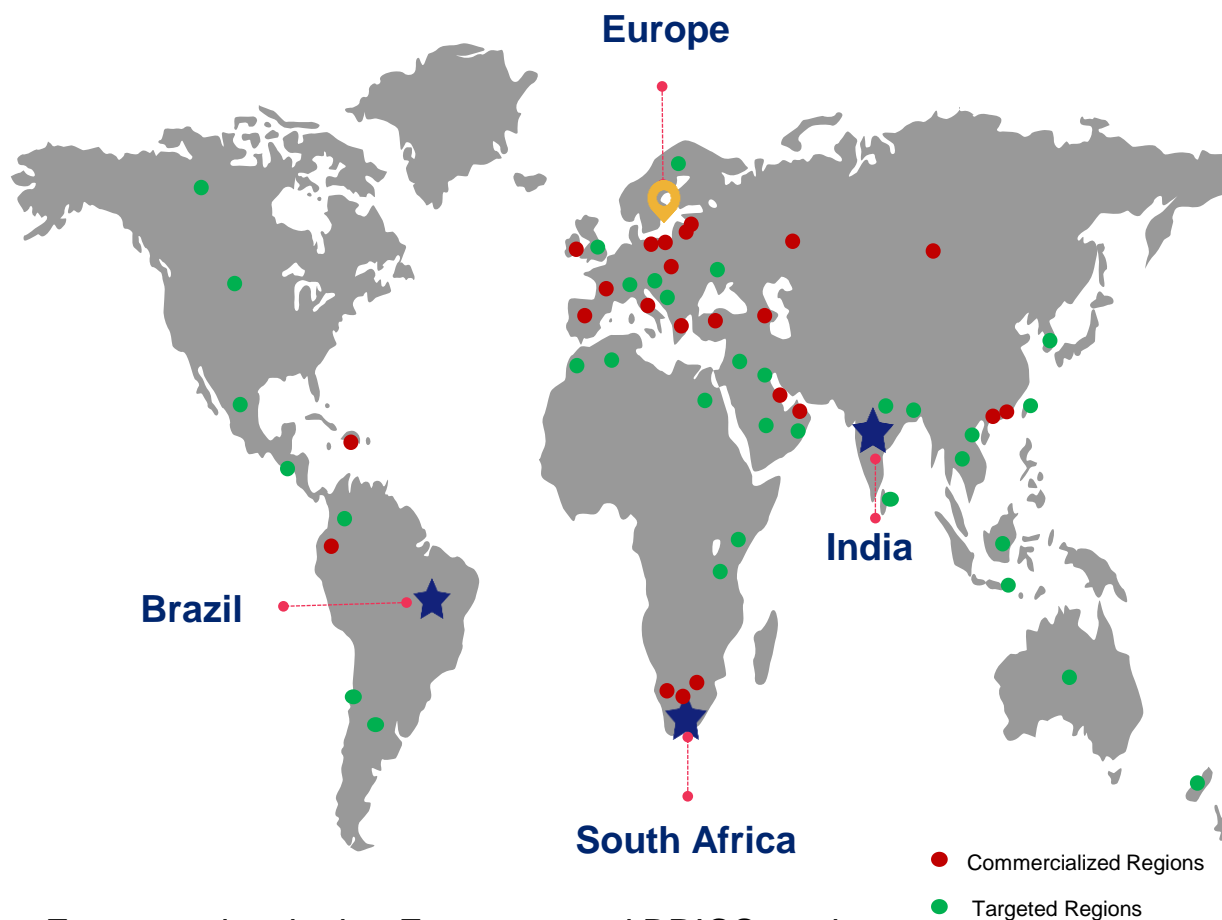 Europe
India
Brazil
South Africa
Commercialized Regions
Targeted Regions